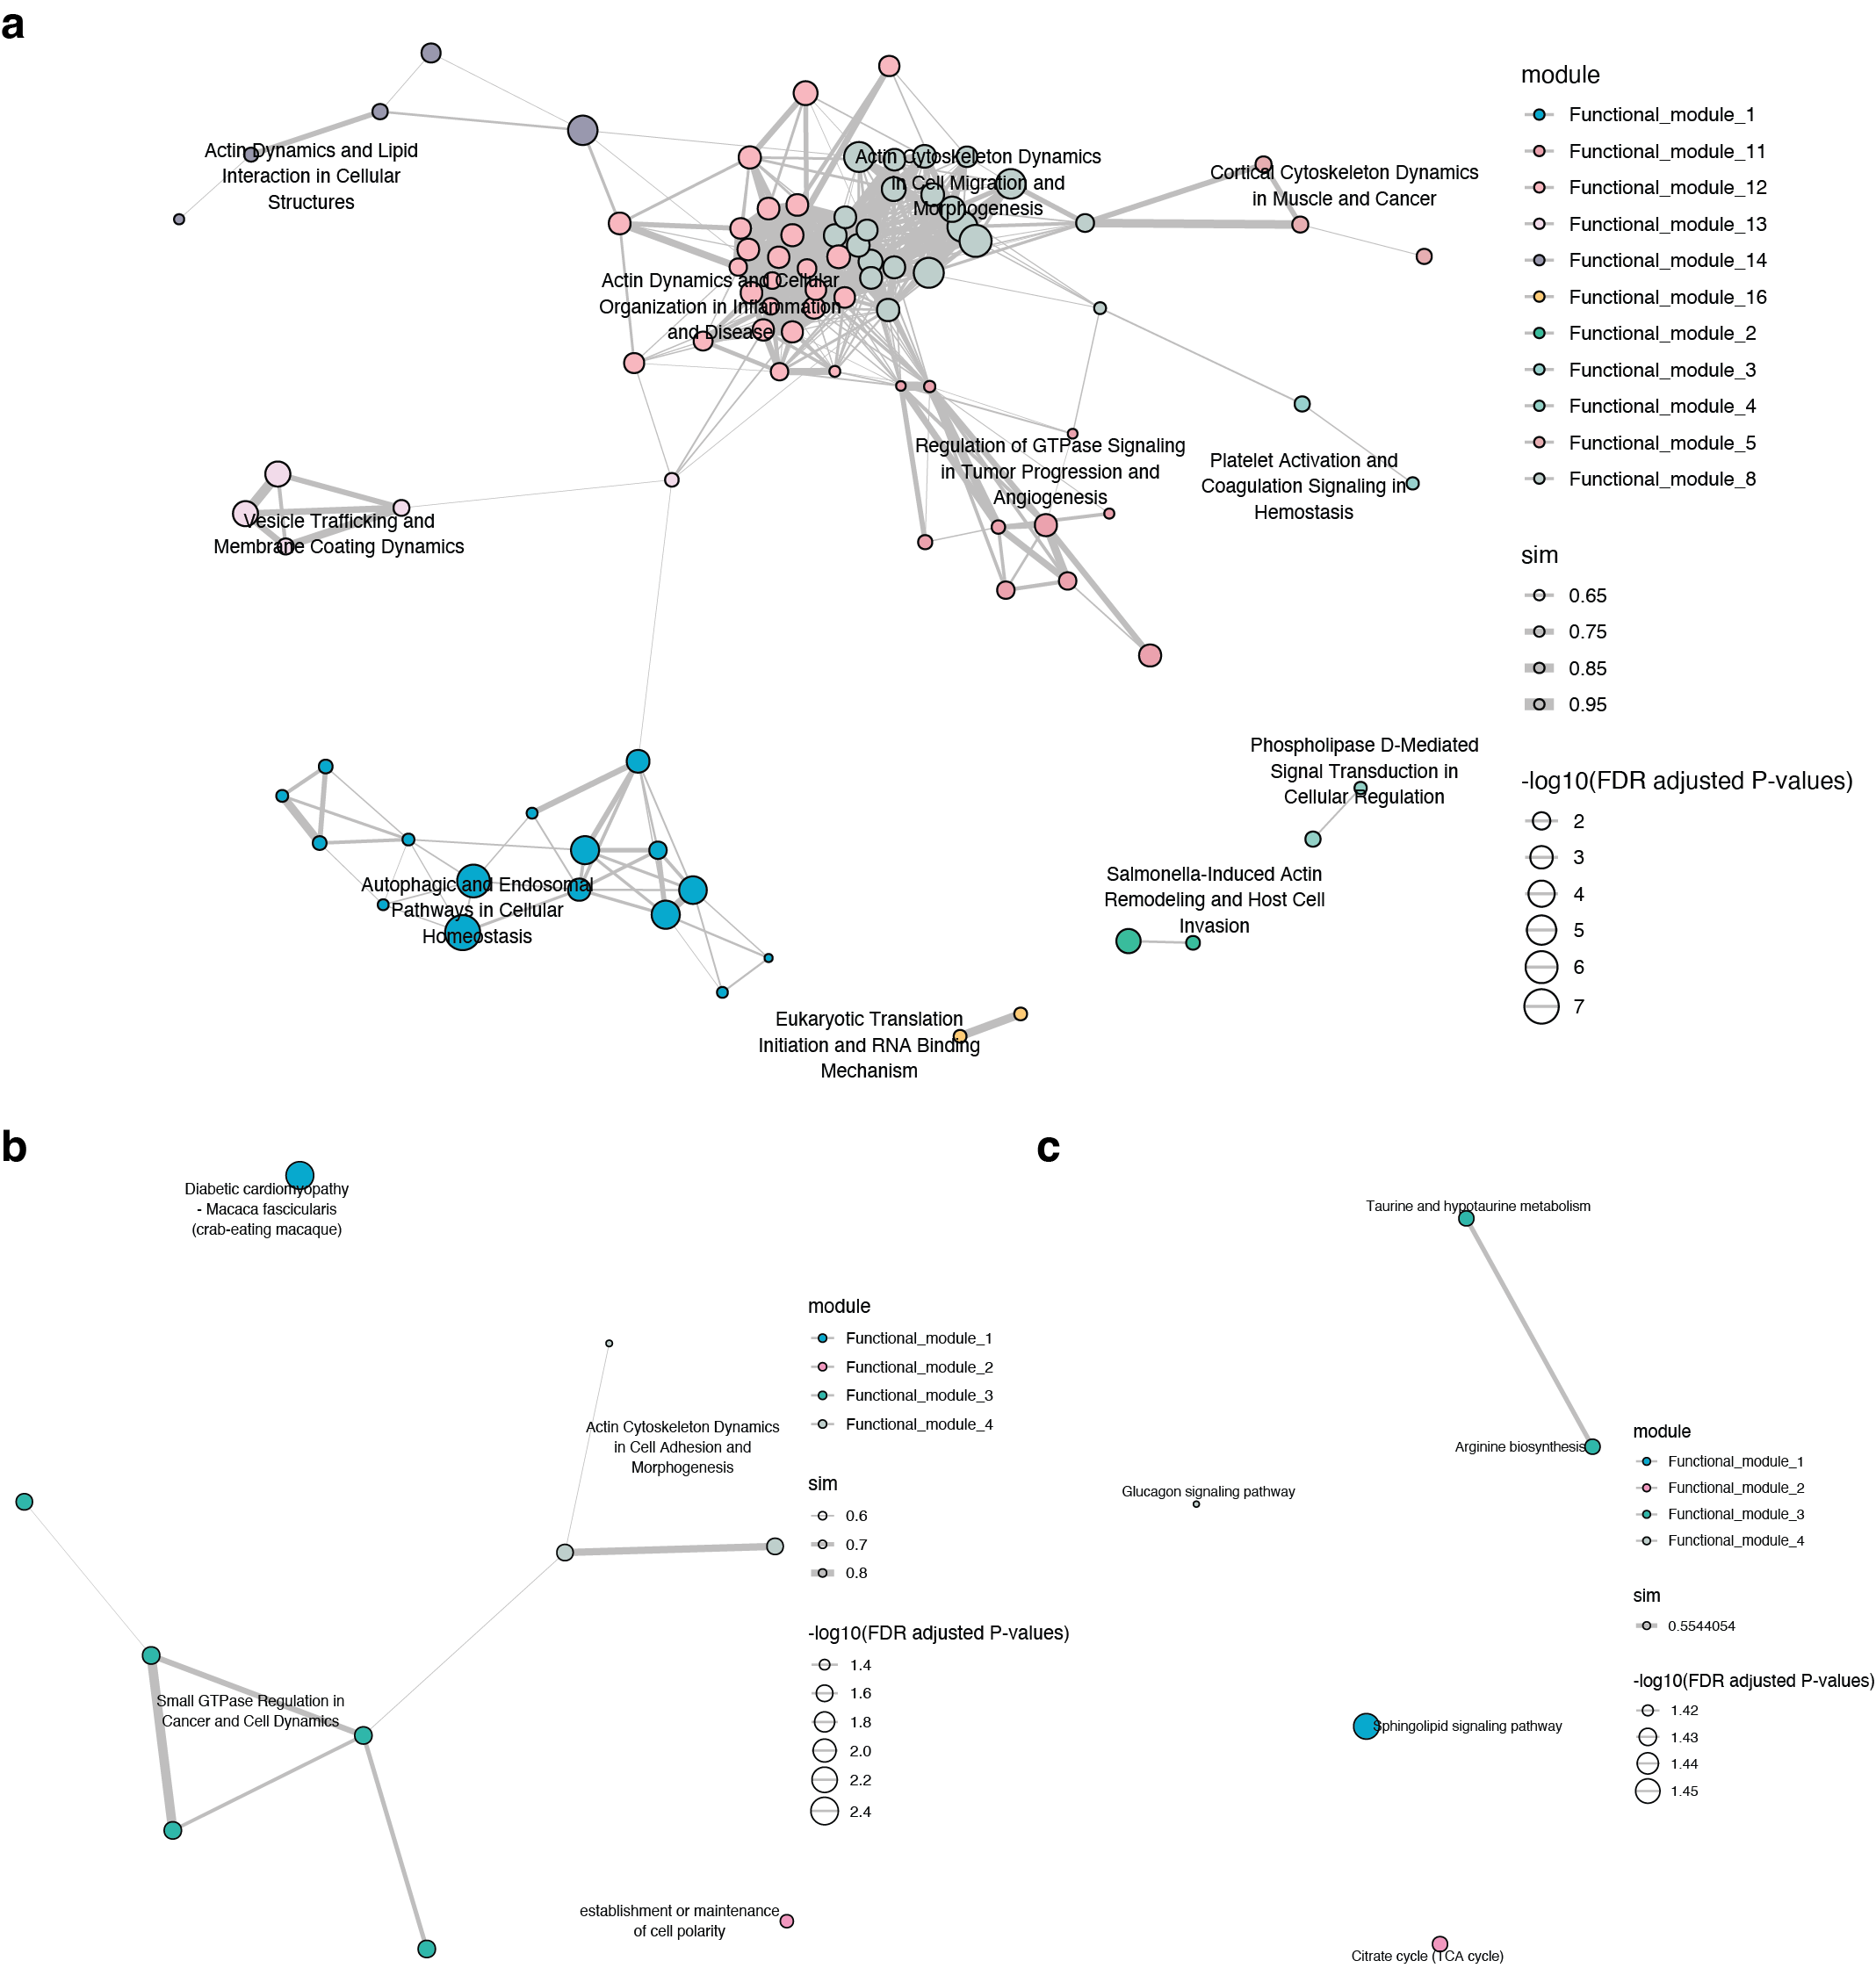 a
Actin Dynamics and Lipid
Interaction in Cellular
Structures
Actin Cytoskeleton Dynamics
in Cell Migration and
Morphogenesis
Cortical Cytoskeleton Dynamics
in Muscle and Cancer
Actin Dynamics and Cellular
Organization in Inflammation
and Disease
Regulation of GTPase Signaling
in Tumor Progression and
Angiogenesis
Platelet Activation and
Coagulation Signaling in
Hemostasis
Vesicle Trafficking and
Membrane Coating Dynamics
Phospholipase D-Mediated
Signal Transduction in
Cellular Regulation
Salmonella-Induced Actin
Remodeling and Host Cell
Invasion
Autophagic and Endosomal
Pathways in Cellular
Homeostasis
Eukaryotic Translation
Initiation and RNA Binding
Mechanism
module
Functional_module_1
Functional_module_11
Functional_module_12
Functional_module_13
Functional_module_14
Functional_module_16
Functional_module_2
Functional_module_3
Functional_module_4
Functional_module_5
Functional_module_8
sim
0.65
0.75
0.85
0.95
-log10(FDR adjusted P-values)
2
3
4
5
6
7
b
Diabetic cardiomyopathy
- Macaca fascicularis
(crab-eating macaque)
Actin Cytoskeleton Dynamics
in Cell Adhesion and
Morphogenesis
Small GTPase Regulation in
Cancer and Cell Dynamics
establishment or maintenance
of cell polarity
module
Functional_module_1
Functional_module_2
Functional_module_3
Functional_module_4
sim
0.6
0.7
0.8
-log10(FDR adjusted P-values)
1.4
1.6
1.8
2.0
2.2
2.4
c
Taurine and hypotaurine metabolism
Arginine biosynthesis
Glucagon signaling pathway
Sphingolipid signaling pathway
Citrate cycle (TCA cycle)
module
Functional_module_1
Functional_module_2
Functional_module_3
Functional_module_4
sim
0.5544054
-log10(FDR adjusted P-values)
1.42
1.43
1.44
1.45